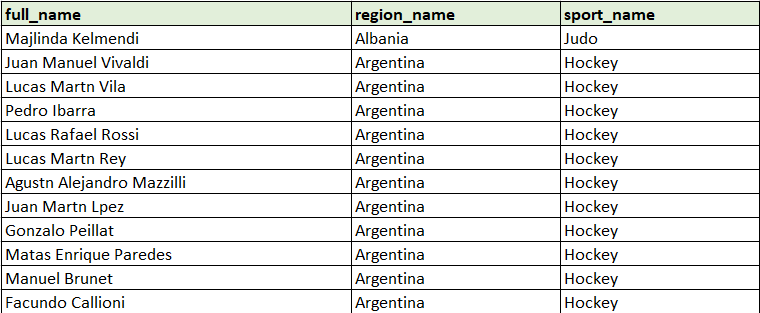 full_name region_name sport_name
Majlinda Kelmendi Albania Judo
Juan Manuel Vivaldi Argentina Hockey
Lucas Martn Vila Argentina Hockey
Pedro Ibarra Argentina Hockey
Lucas Rafael Rossi Argentina Hockey
Lucas Martn Rey Argentina Hockey
Agustn Alejandro Mazzilli Argentina Hockey
Juan Martn Lpez Argentina Hockey
Gonzalo Peillat Argentina Hockey
Matas Enrique Paredes Argentina Hockey
Manuel Brunet Argentina Hockey
Facundo Callioni Argentina Hockey